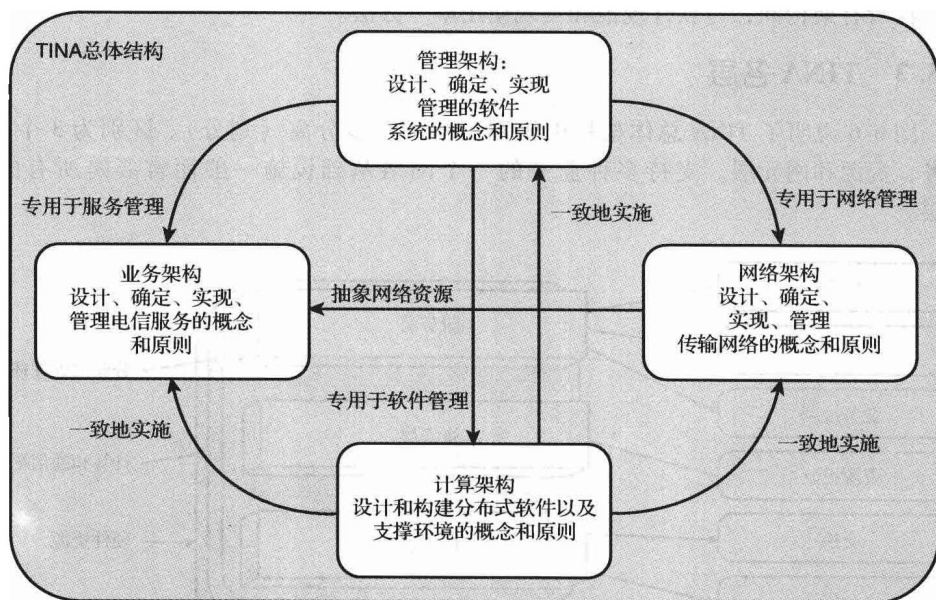 TINA总体结构
管理架构：
设计、确定、实现
管理的软件
系统的概念和原则
专用于服务管理
一致地实施
专用于网络管理
业务架构
设计、确定、实现、
管理电信服务的概念
和原则
抽象网络资源
网络架构
设计、确定、
实现、管理
传输网络的概念和原则
专用于软件管理
一致地实施
一致地实施
计算架构
设计和构建分布式软件以及
支撑环境的概念和原则